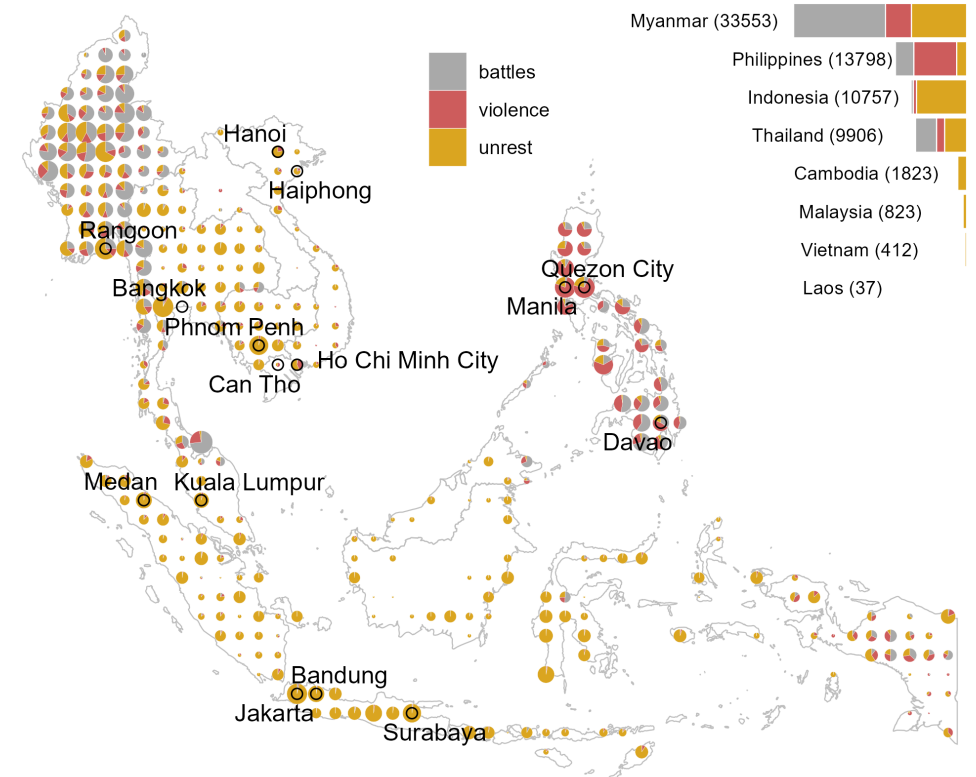 Myanmar (33553)
Philippines (13798)
Indonesia (10757)
Thailand (9906)
Cambodia (1823)
Malaysia (823)
Vietnam (412)
Laos (37)
battles
violence
unrest
Hanoi
Haiphong
Rangoon
Bangkok
Phnom Penh
Ho Chi Minh City
Can Tho
Quezon City
Manila
Davao
Medan
Kuala Lumpur
Bandung
Jakarta
Surabaya